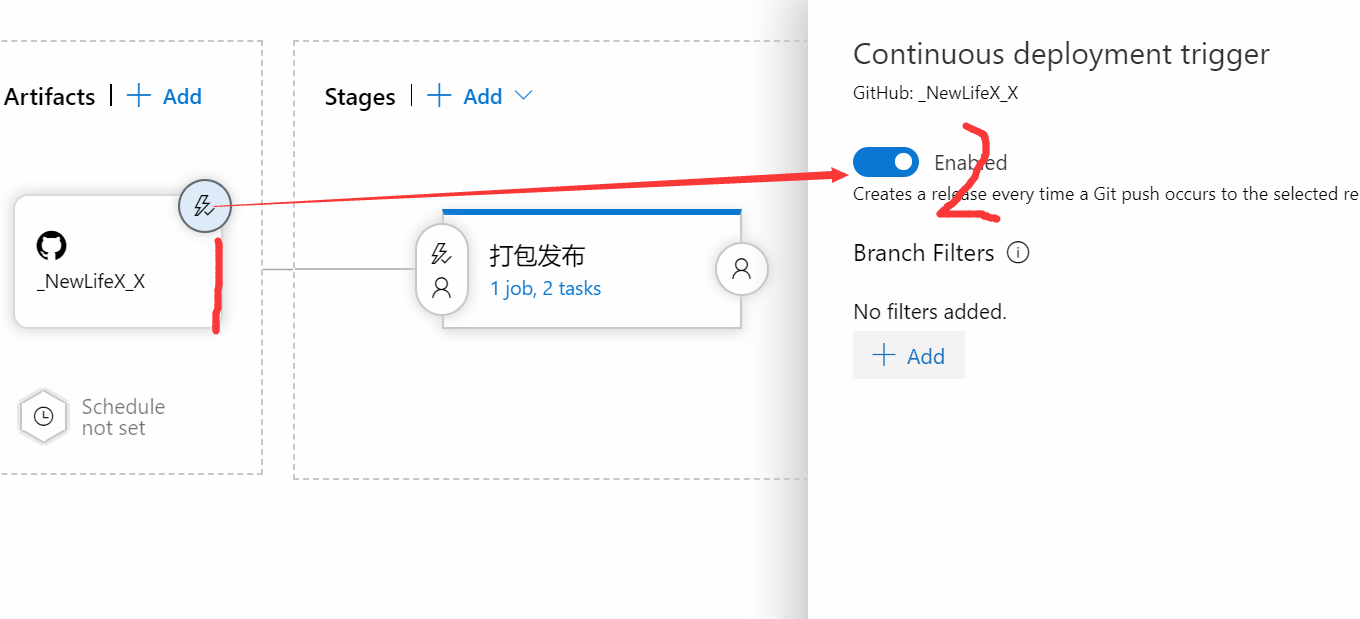 Artifacts | + Add
Stages | + Add
_NewLifeX_X
Schedule
not set
打包发布
1 job, 2 tasks
Continuous deployment trigger
GitHub: _NewLifeX_X
Enabled
Creates a release every time a Git push occurs to the selected re
Branch Filters
No filters added.
+ Add
1
2